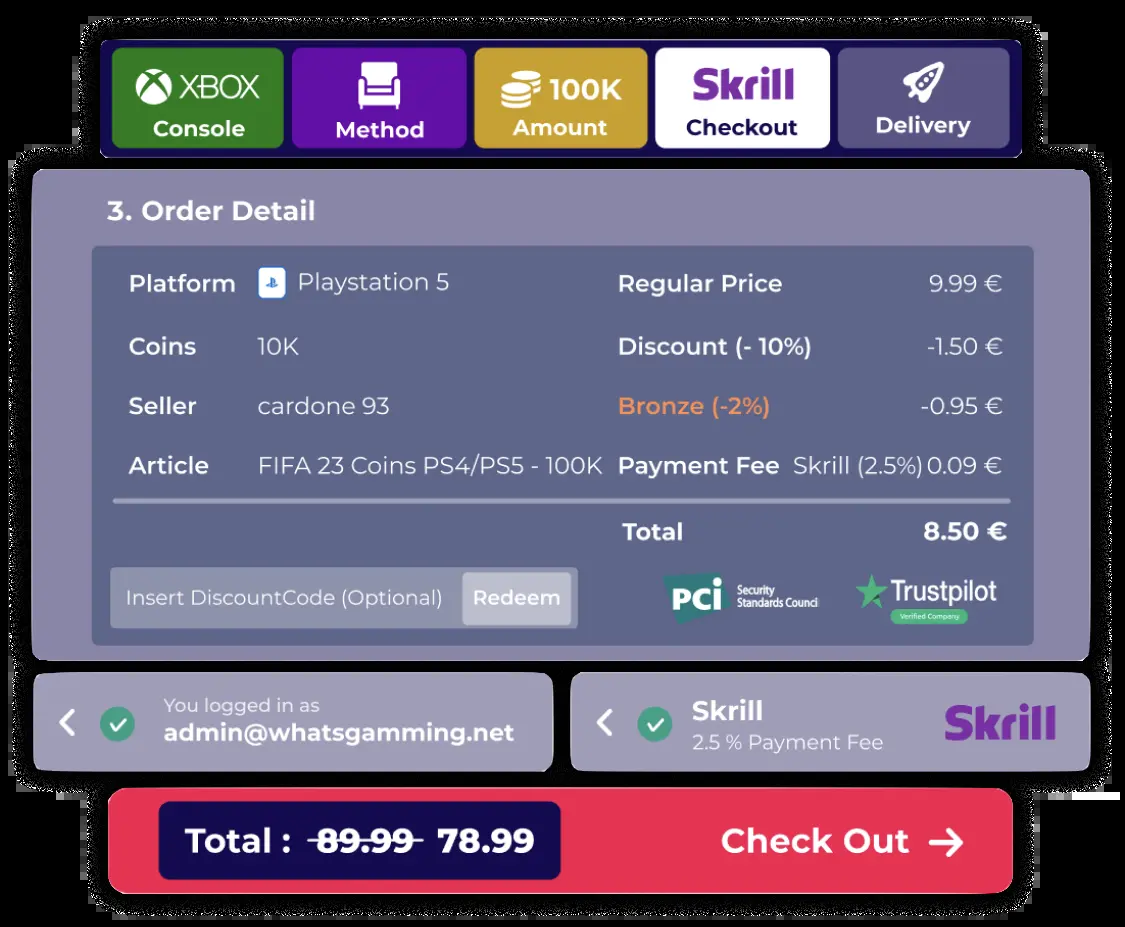 XBOX
Console
Method
100K
Amount
Skrill
Checkout
Delivery
3. Order Detail
Platform Playstation 5 Regular Price 9.99 €
Coins 10K Discount (- 10%) -1.50 €
Seller cardone 93 Bronze (-2%) -0.95 €
Article FIFA 23 Coins PS4/PS5 - 100K Payment Fee Skrill (2.5%) 0.09 €
Total 8.50 €
Insert DiscountCode (Optional) Redeem
PCi Security
Standards Council
Trustpilot
Verified Company
You logged in as
admin@whatsgamming.net
Skrill
2.5 % Payment Fee
Skrill
Total : 89.99 78.99 Check Out